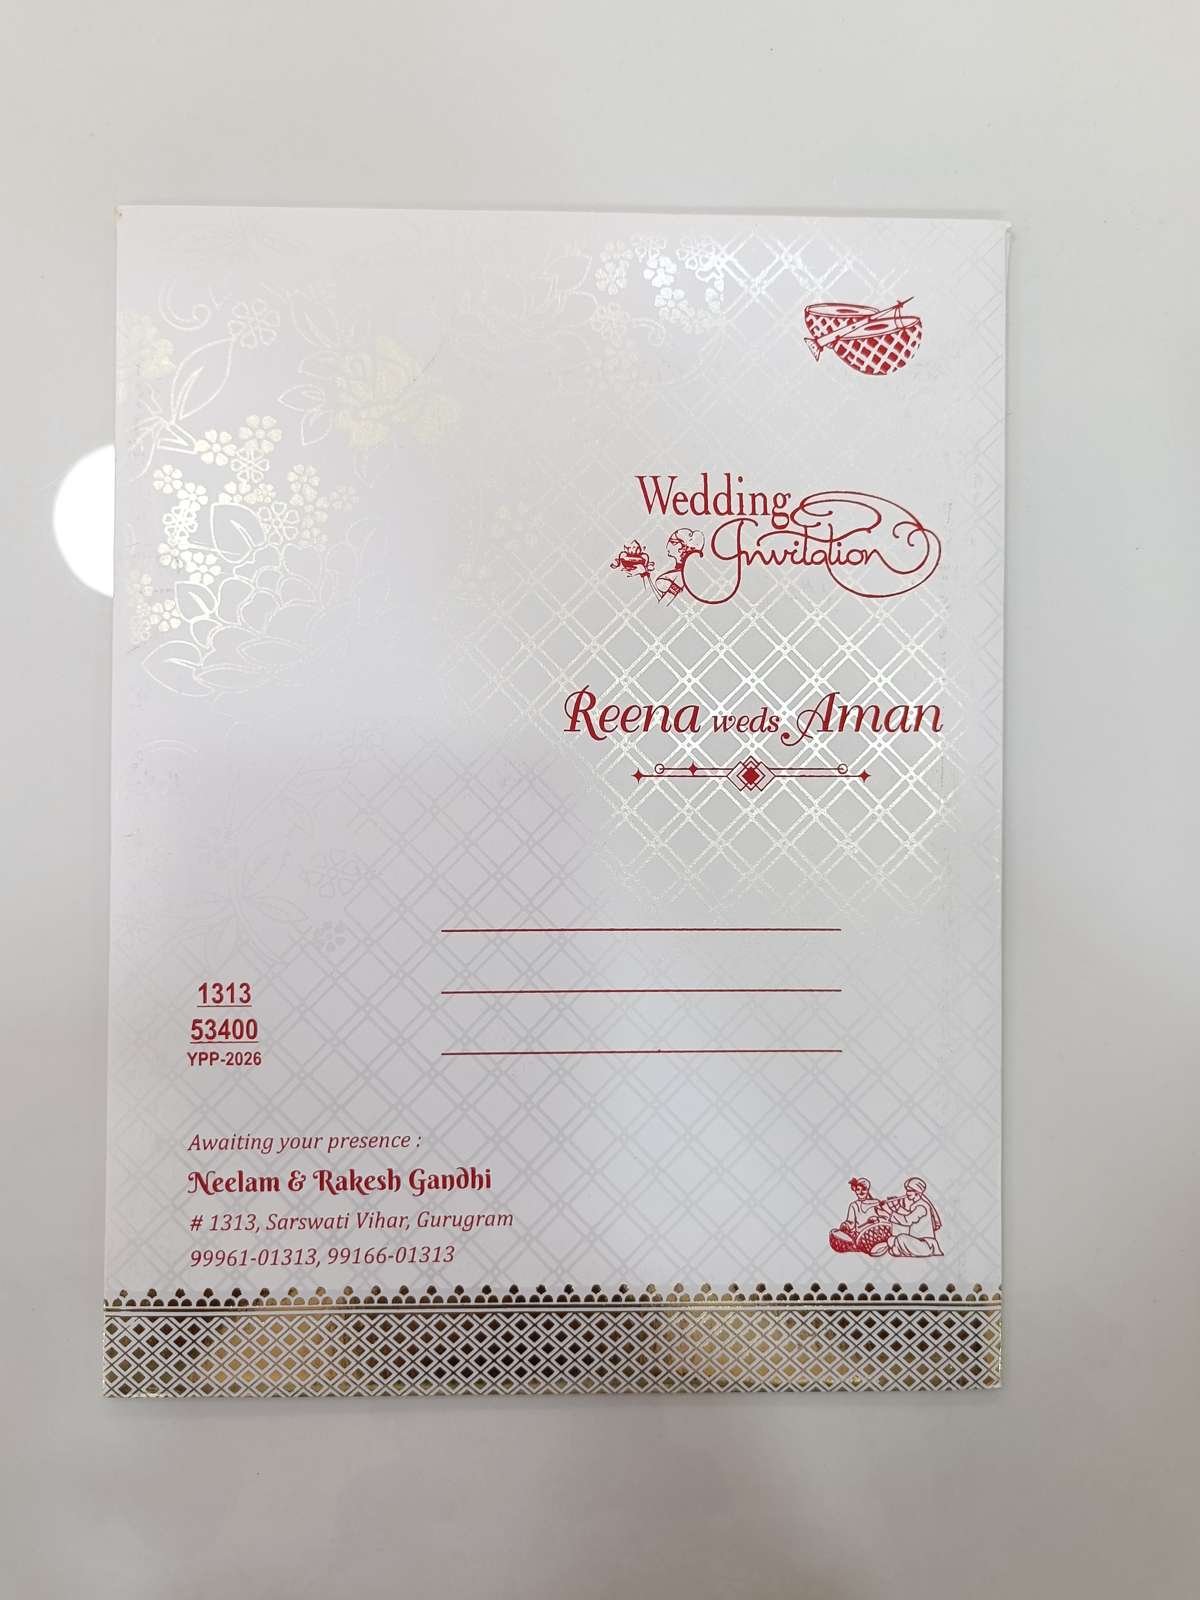 Wedding
Invitation
Reena weds Aman
1313
53400
YPP-2026
Awaiting your presence :
Neelam & Rakesh Gandhi
# 1313, Sarswati Vihar, Gurugram
99961-01313, 99166-01313